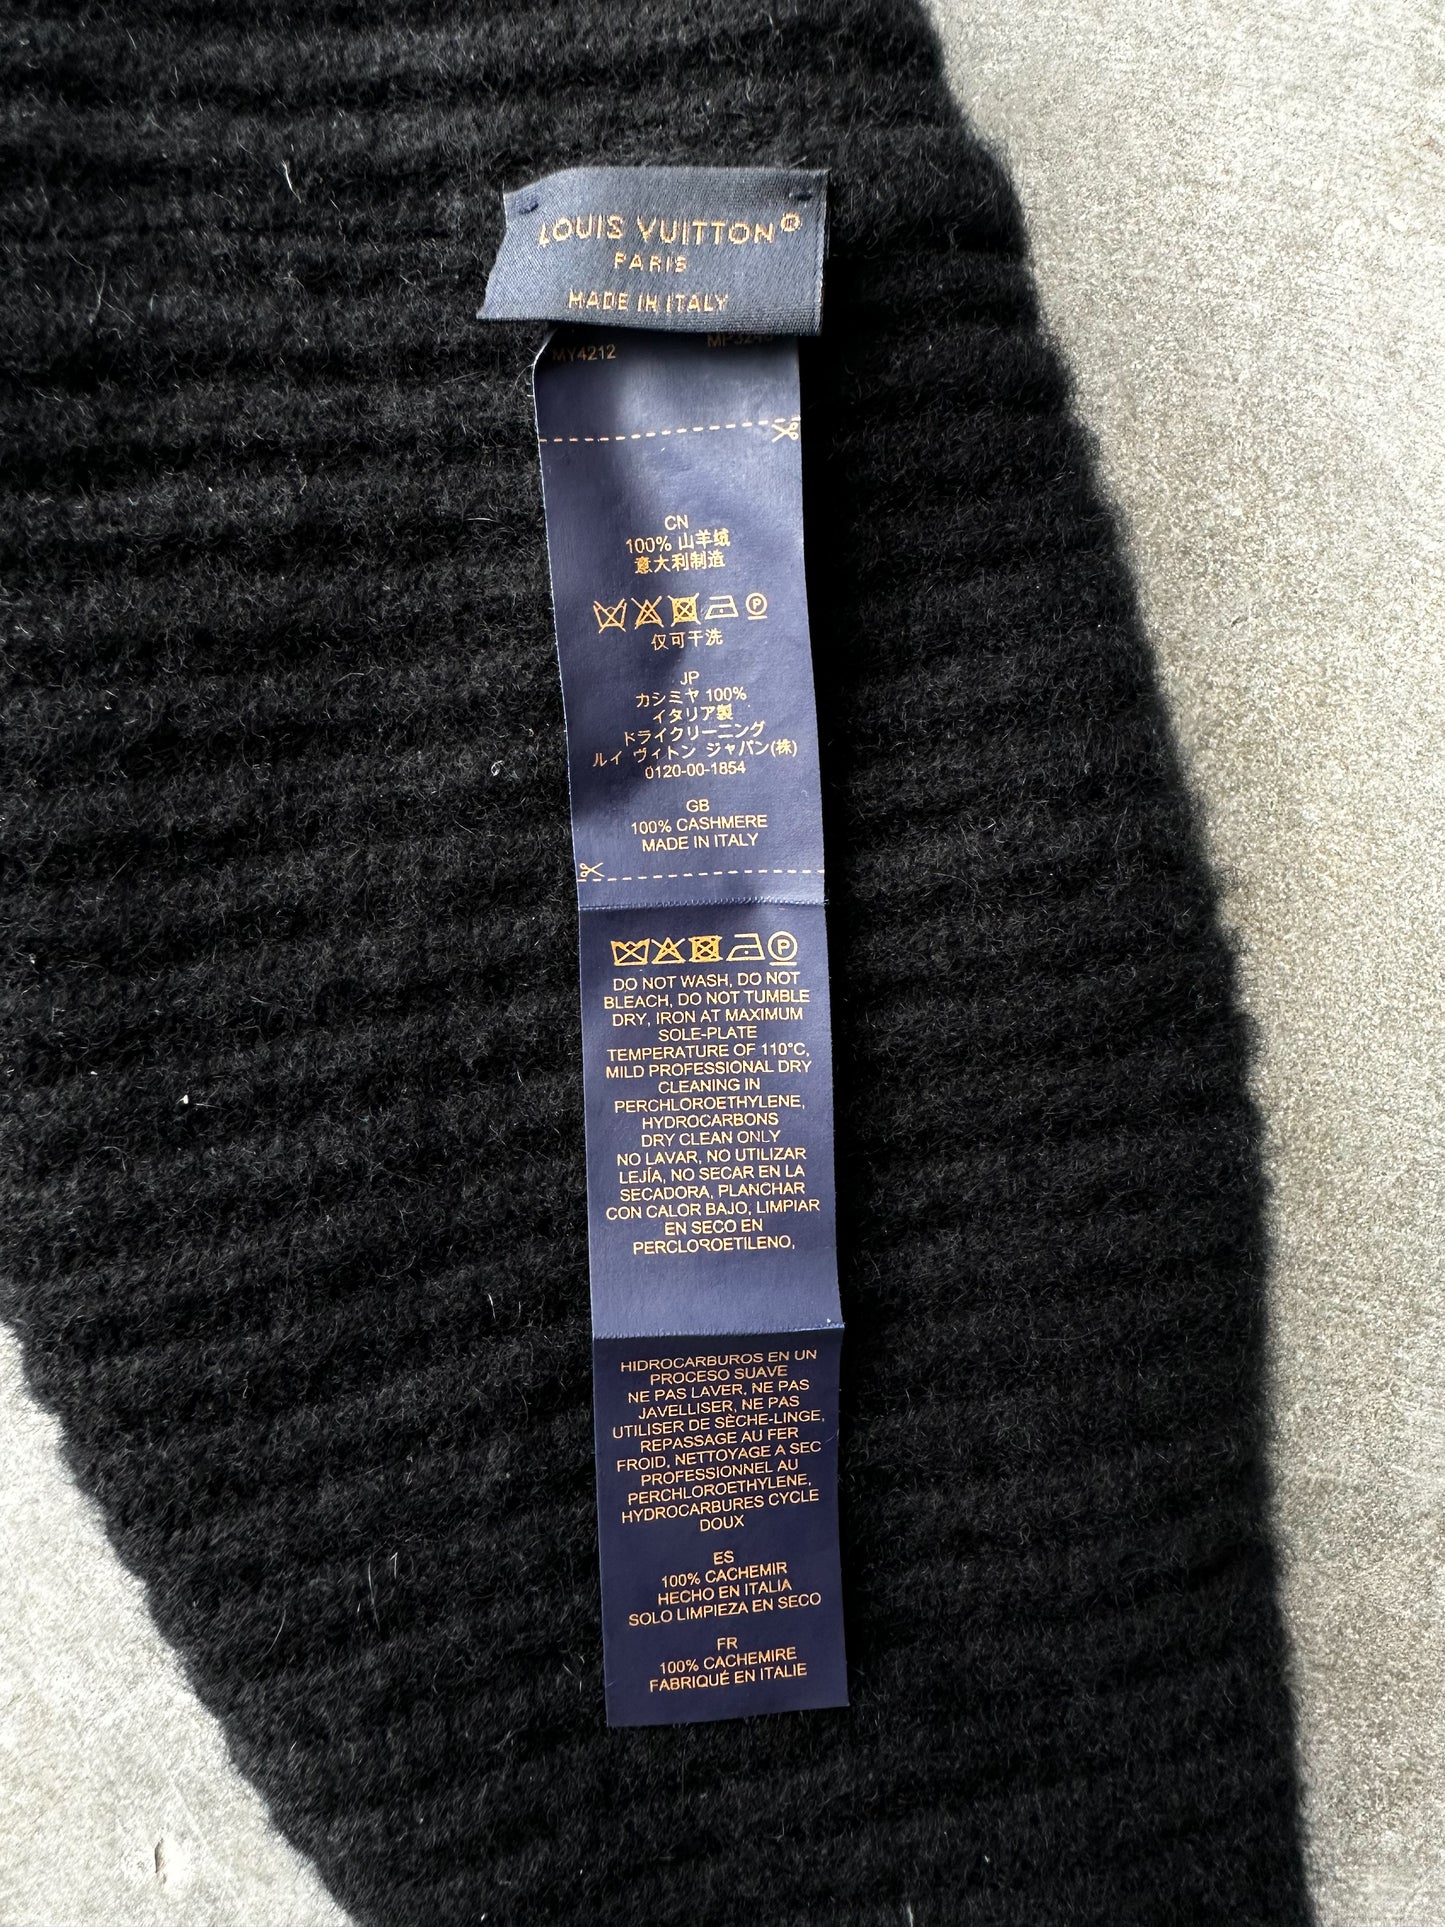 LOUIS VUITTON®
PARIS
MADE IN ITALY
MY4212
CN
100% 山羊绒
意大利制造
P
仅可干洗
JP
カシミヤ 100%
イタリア製
ドライクリーニング
ルイ ヴィトン ジャパン(株)
0120-00-1854
GB
100% CASHMERE
MADE IN ITALY
P
DO NOT WASH, DO NOT
BLEACH, DO NOT TUMBLE
DRY, IRON AT MAXIMUM
SOLE-PLATE
TEMPERATURE OF 110°C,
MILD PROFESSIONAL DRY
CLEANING IN
PERCHLOROETHYLENE,
HYDROCARBONS
DRY CLEAN ONLY
NO LAVAR, NO UTILIZAR
LEJÍA, NO SECAR EN LA
SECADORA, PLANCHAR
CON CALOR BAJO, LIMPIAR
EN SECO EN
PERCLOROETILENO,
HIDROCARBUROS EN UN
PROCESO SUAVE
NE PAS LAVER, NE PAS
JAVELLISER, NE PAS
UTILISER DE SÈCHE-LINGE,
REPASSAGE AU FER
FROID, NETTOYAGE A SEC
PROFESSIONNEL AU
PERCHLOROETHYLENE,
HYDROCARBURES CYCLE
DOUX
ES
100% CACHEMIR
HECHO EN ITALIA
SOLO LIMPIEZA EN SECO
FR
100% CACHEMIRE
FABRIQUÉ EN ITALIE